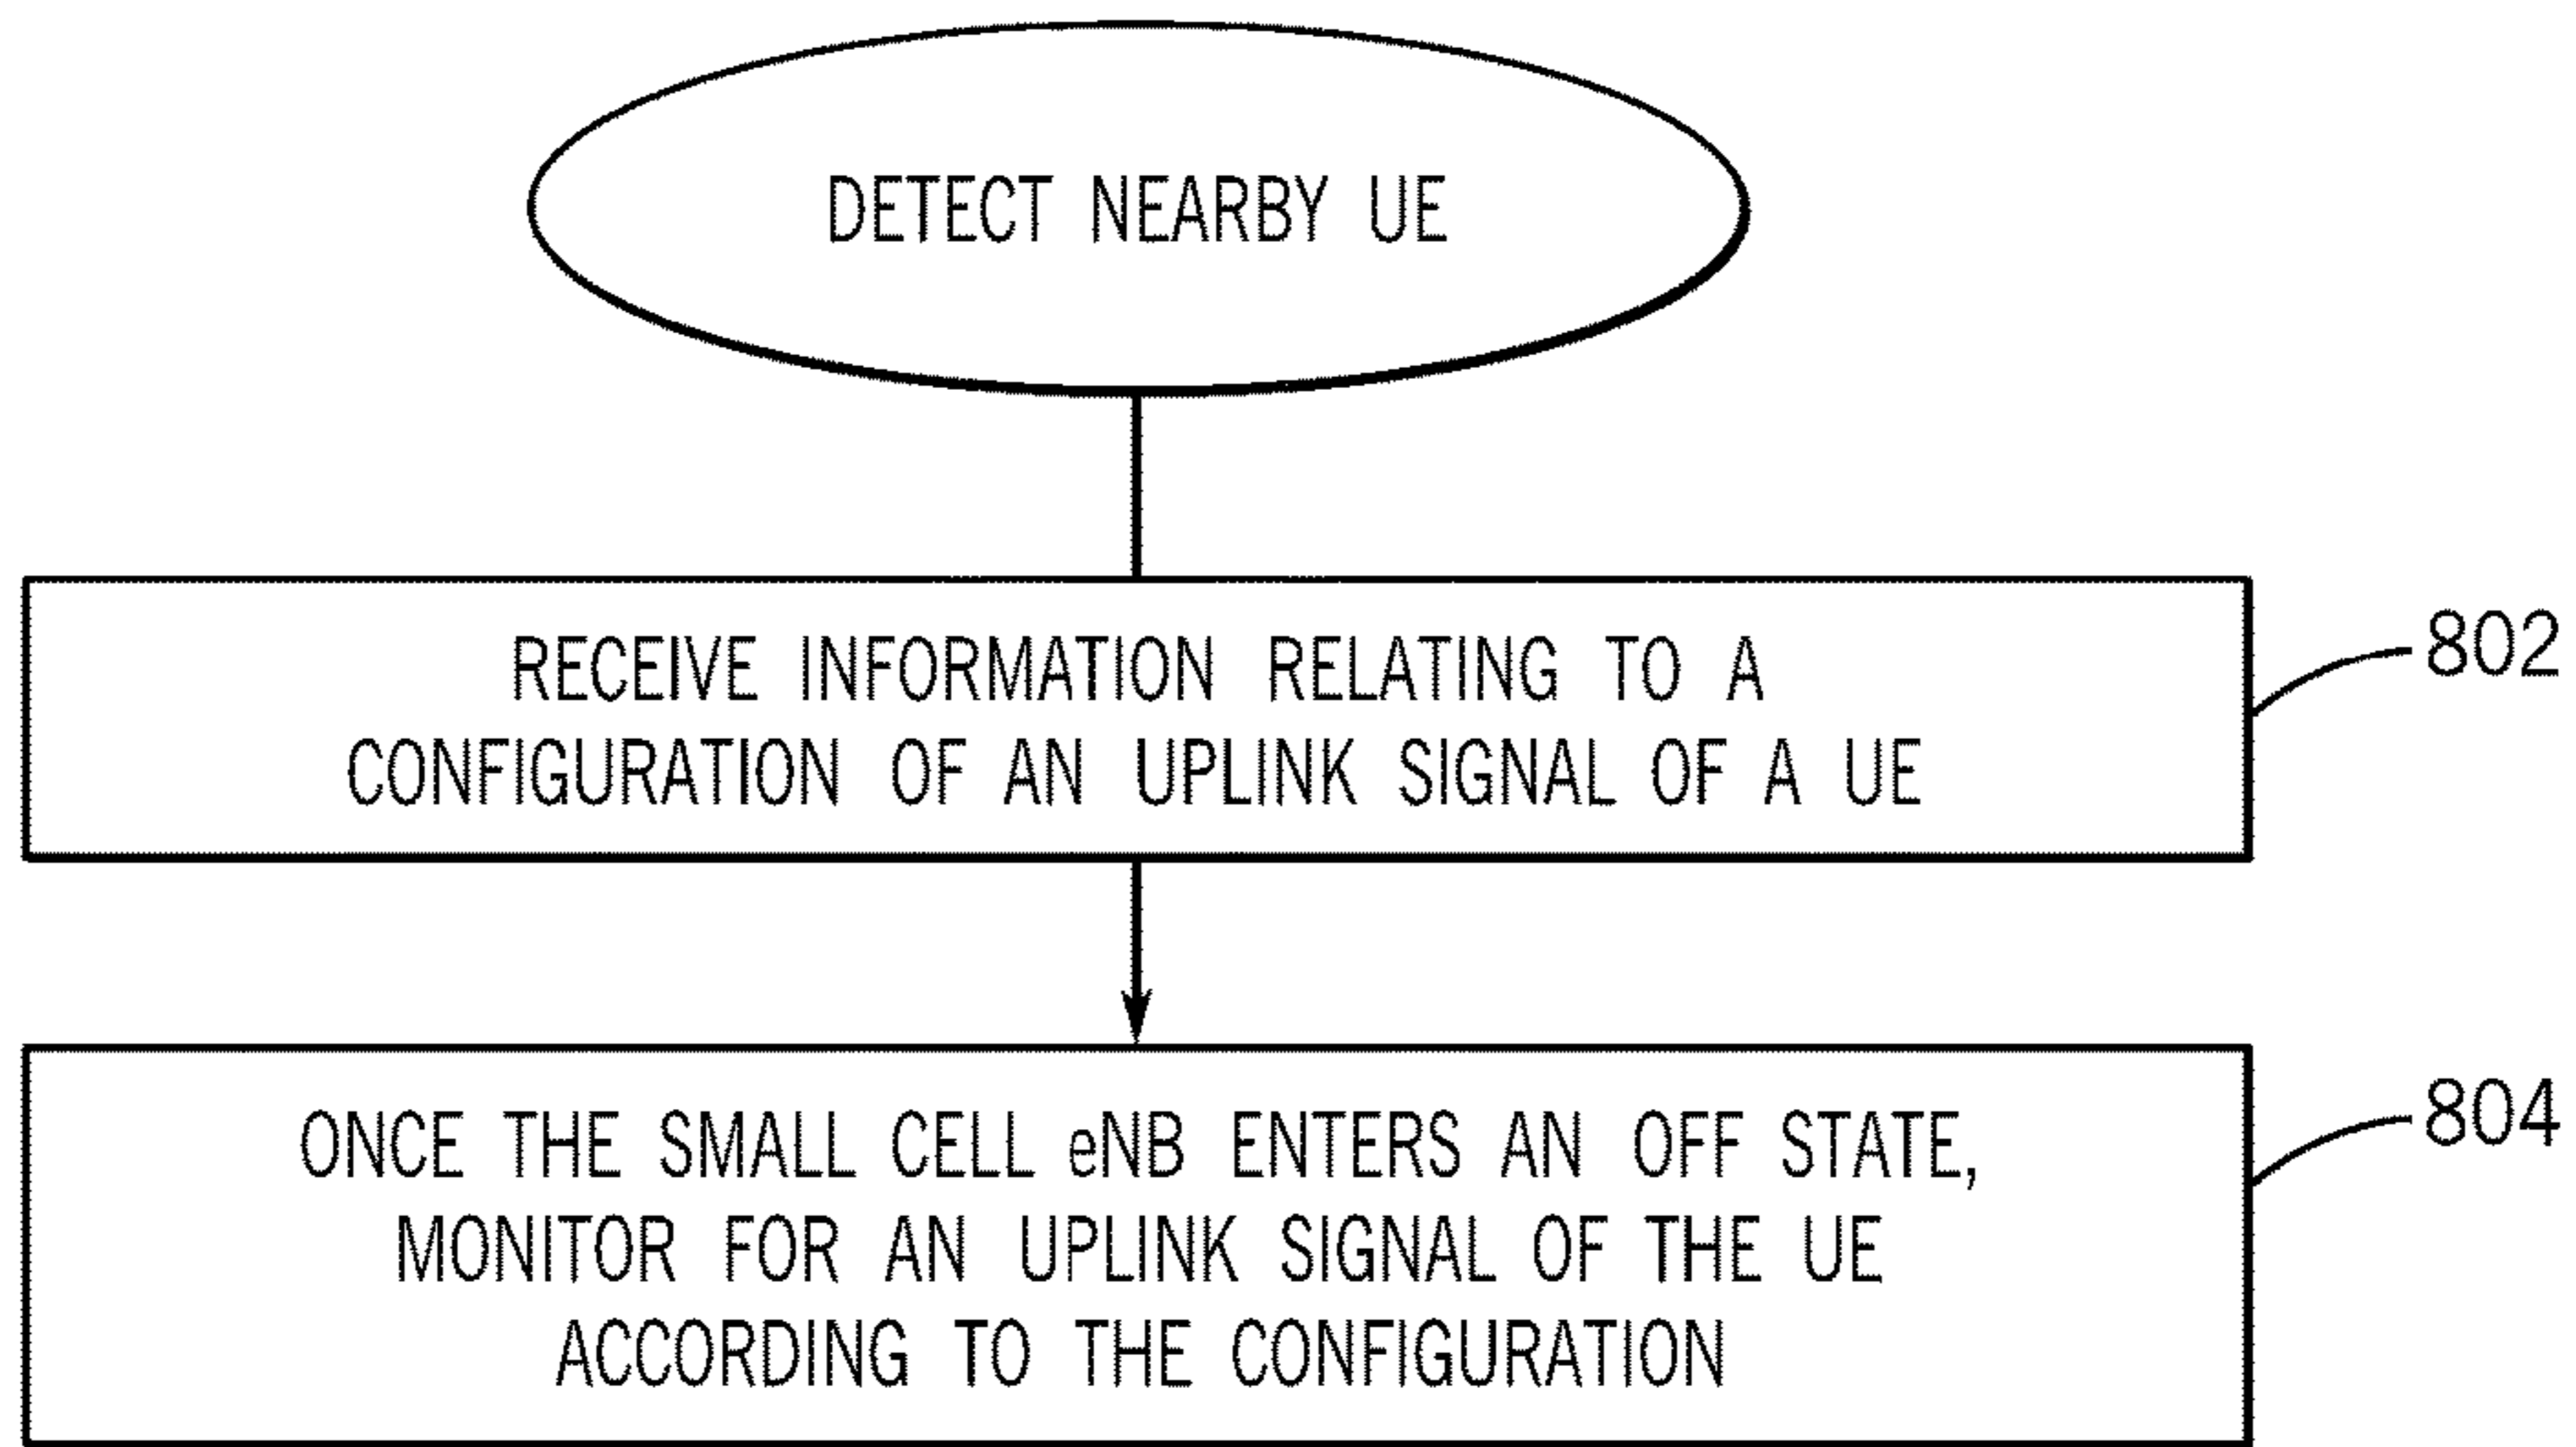 DETECT NEARBY UE
RECEIVE INFORMATION RELATING TO A
CONFIGURATION OF AN UPLINK SIGNAL OF A UE
802
ONCE THE SMALL CELL eNB ENTERS AN OFF STATE,
MONITOR FOR AN UPLINK SIGNAL OF THE UE
ACCORDING TO THE CONFIGURATION
804